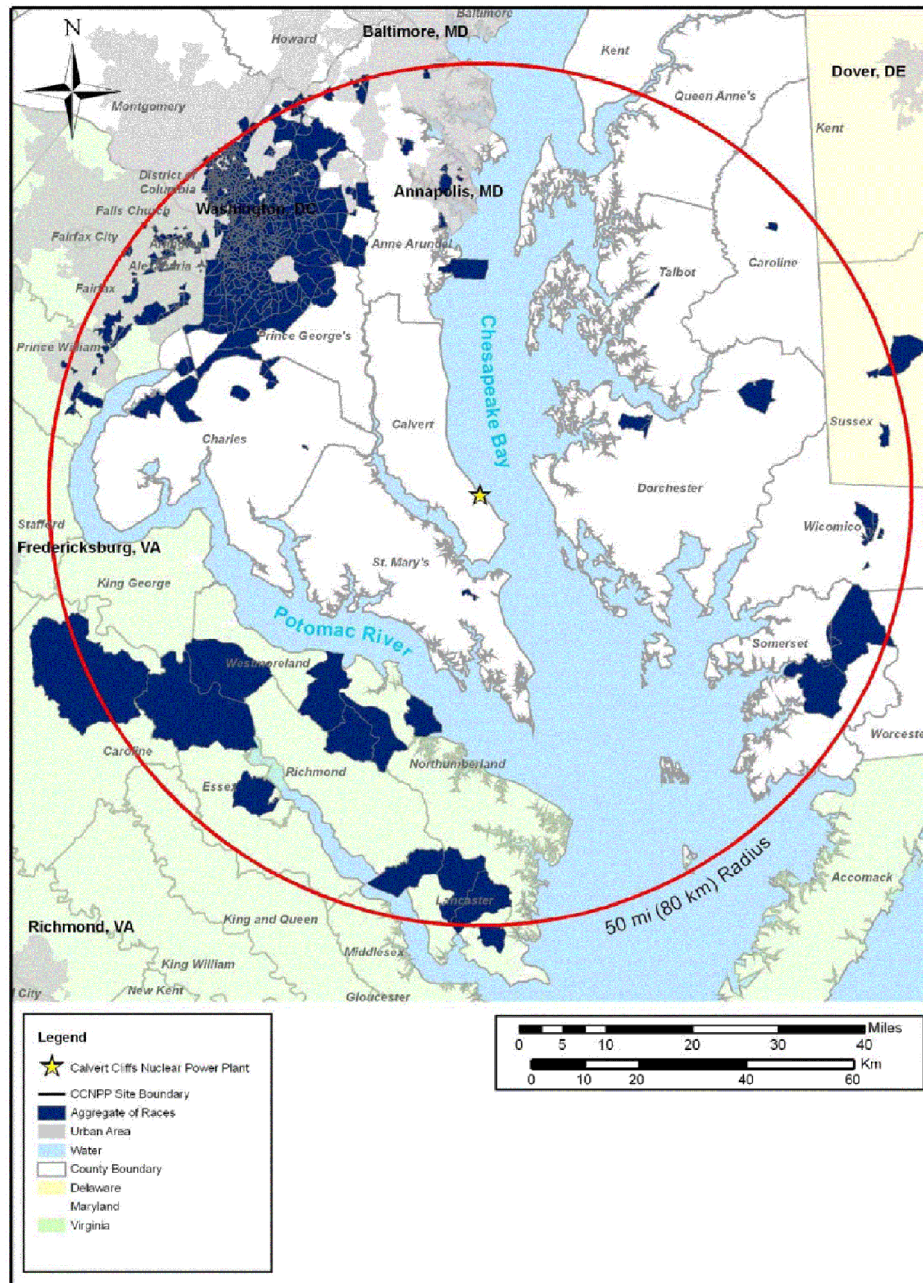 Baltimore
Baltimore, MD
N
Howard
Kent
Dover, DE
Queen Anne's
Montgomery
Kent
District of
Columbia
Annapolis, MD
Falls Church
Washington, DC
Fairfax City
Anne Arundel
Caroline
Alexandria
Talbot
Fairfax
Prince George's
Chesapeake Bay
Prince William
Calvert
Sussex
Charles
Dorchester
Stafford
Wicomico
Fredericksburg, VA
St. Mary's
King George
Potomac River
Somerset
Westmoreland
Worcester
Caroline
Northumberland
Richmond
Essex
50 mi (80 km) Radius
Accomack
Lancaster
King and Queen
Richmond, VA
Middlesex
King William
New Kent
Gloucester
City
Legend
Calvert Cliffs Nuclear Power Plant
CCNPP Site Boundary
Aggregate of Races
Urban Area
Water
County Boundary
Delaware
Maryland
Virginia
Miles
0 5 10 20 30 40
Km
0 10 20 40 60